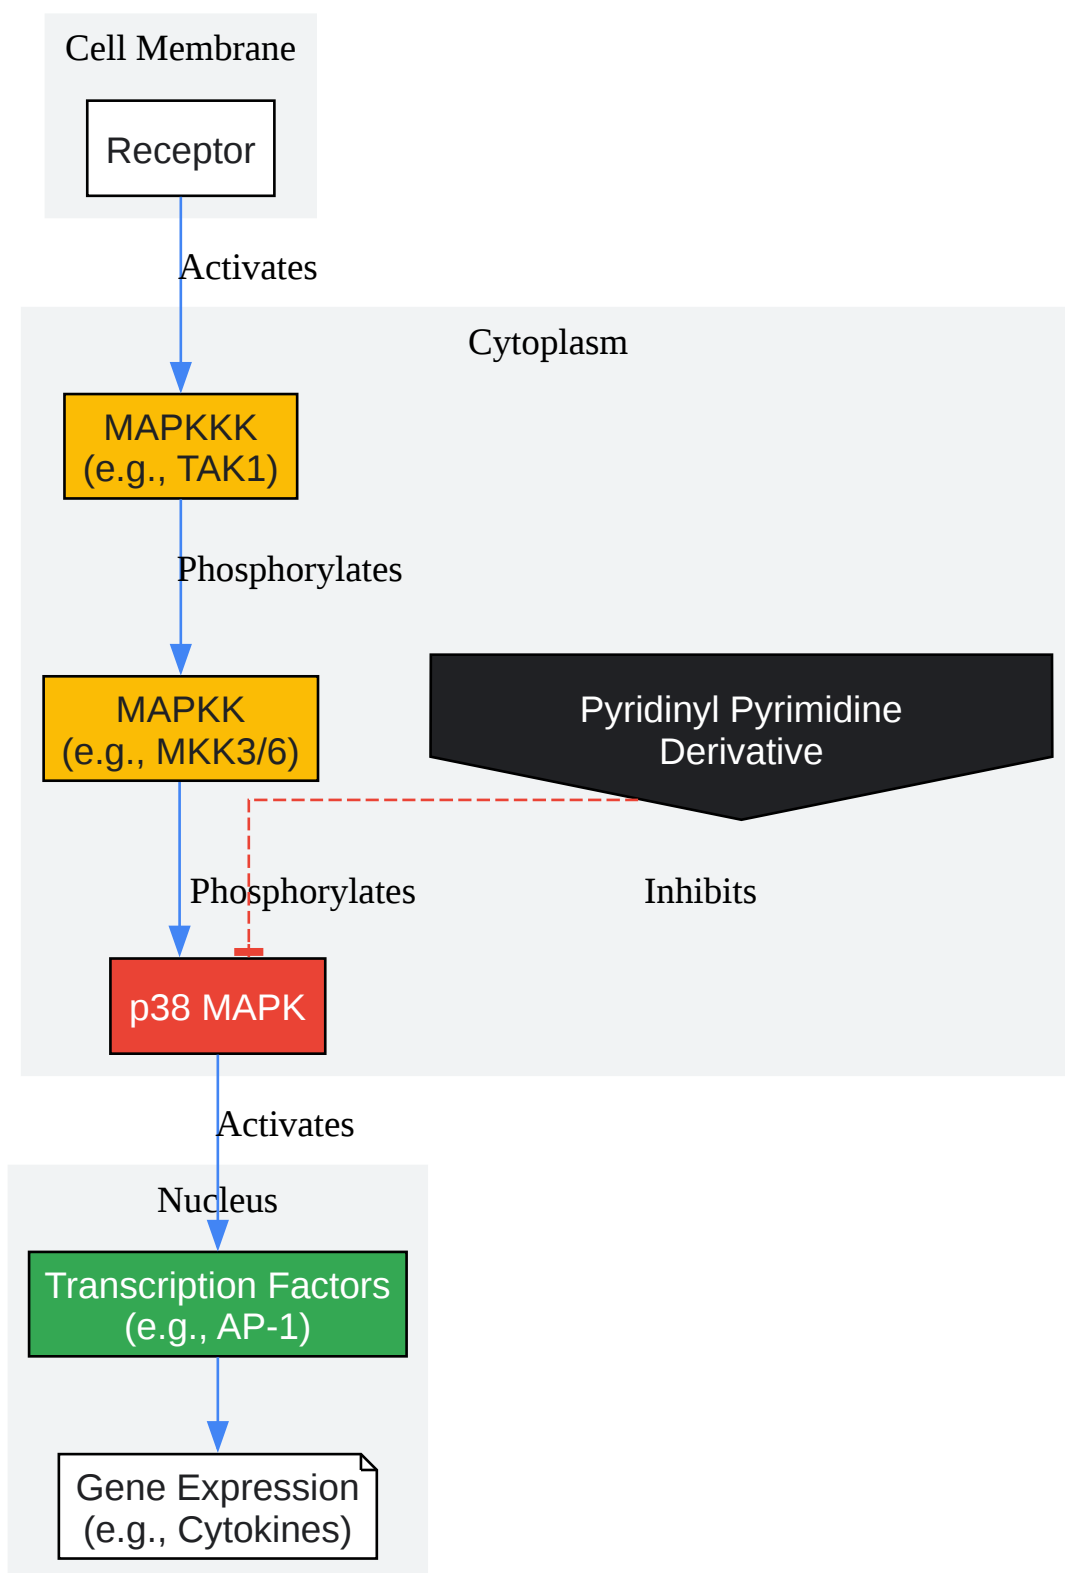 Cell Membrane
Receptor
Activates
Cytoplasm
MAPKKK
(e.g., TAK1)
Phosphorylates
MAPKK
(e.g., MKK3/6)
Pyridinyl Pyrimidine
Derivative
Phosphorylates
Inhibits
p38 MAPK
Activates
Nucleus
Transcription Factors
(e.g., AP-1)
Gene Expression
(e.g., Cytokines)